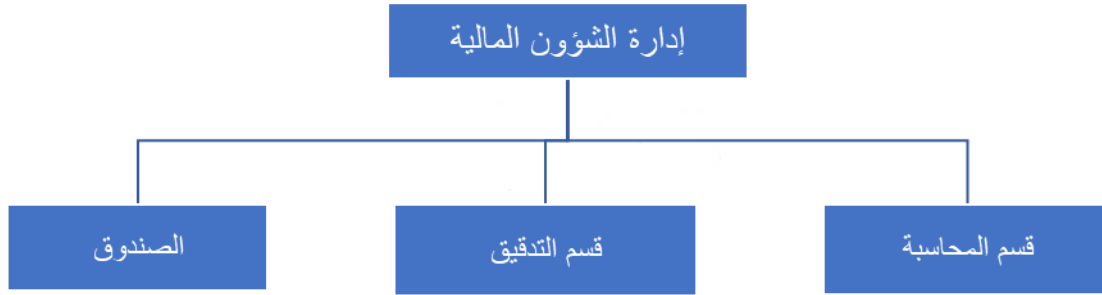 إدارة الشؤون المالية
قسم المحاسبة
قسم التدقيق
الصندوق